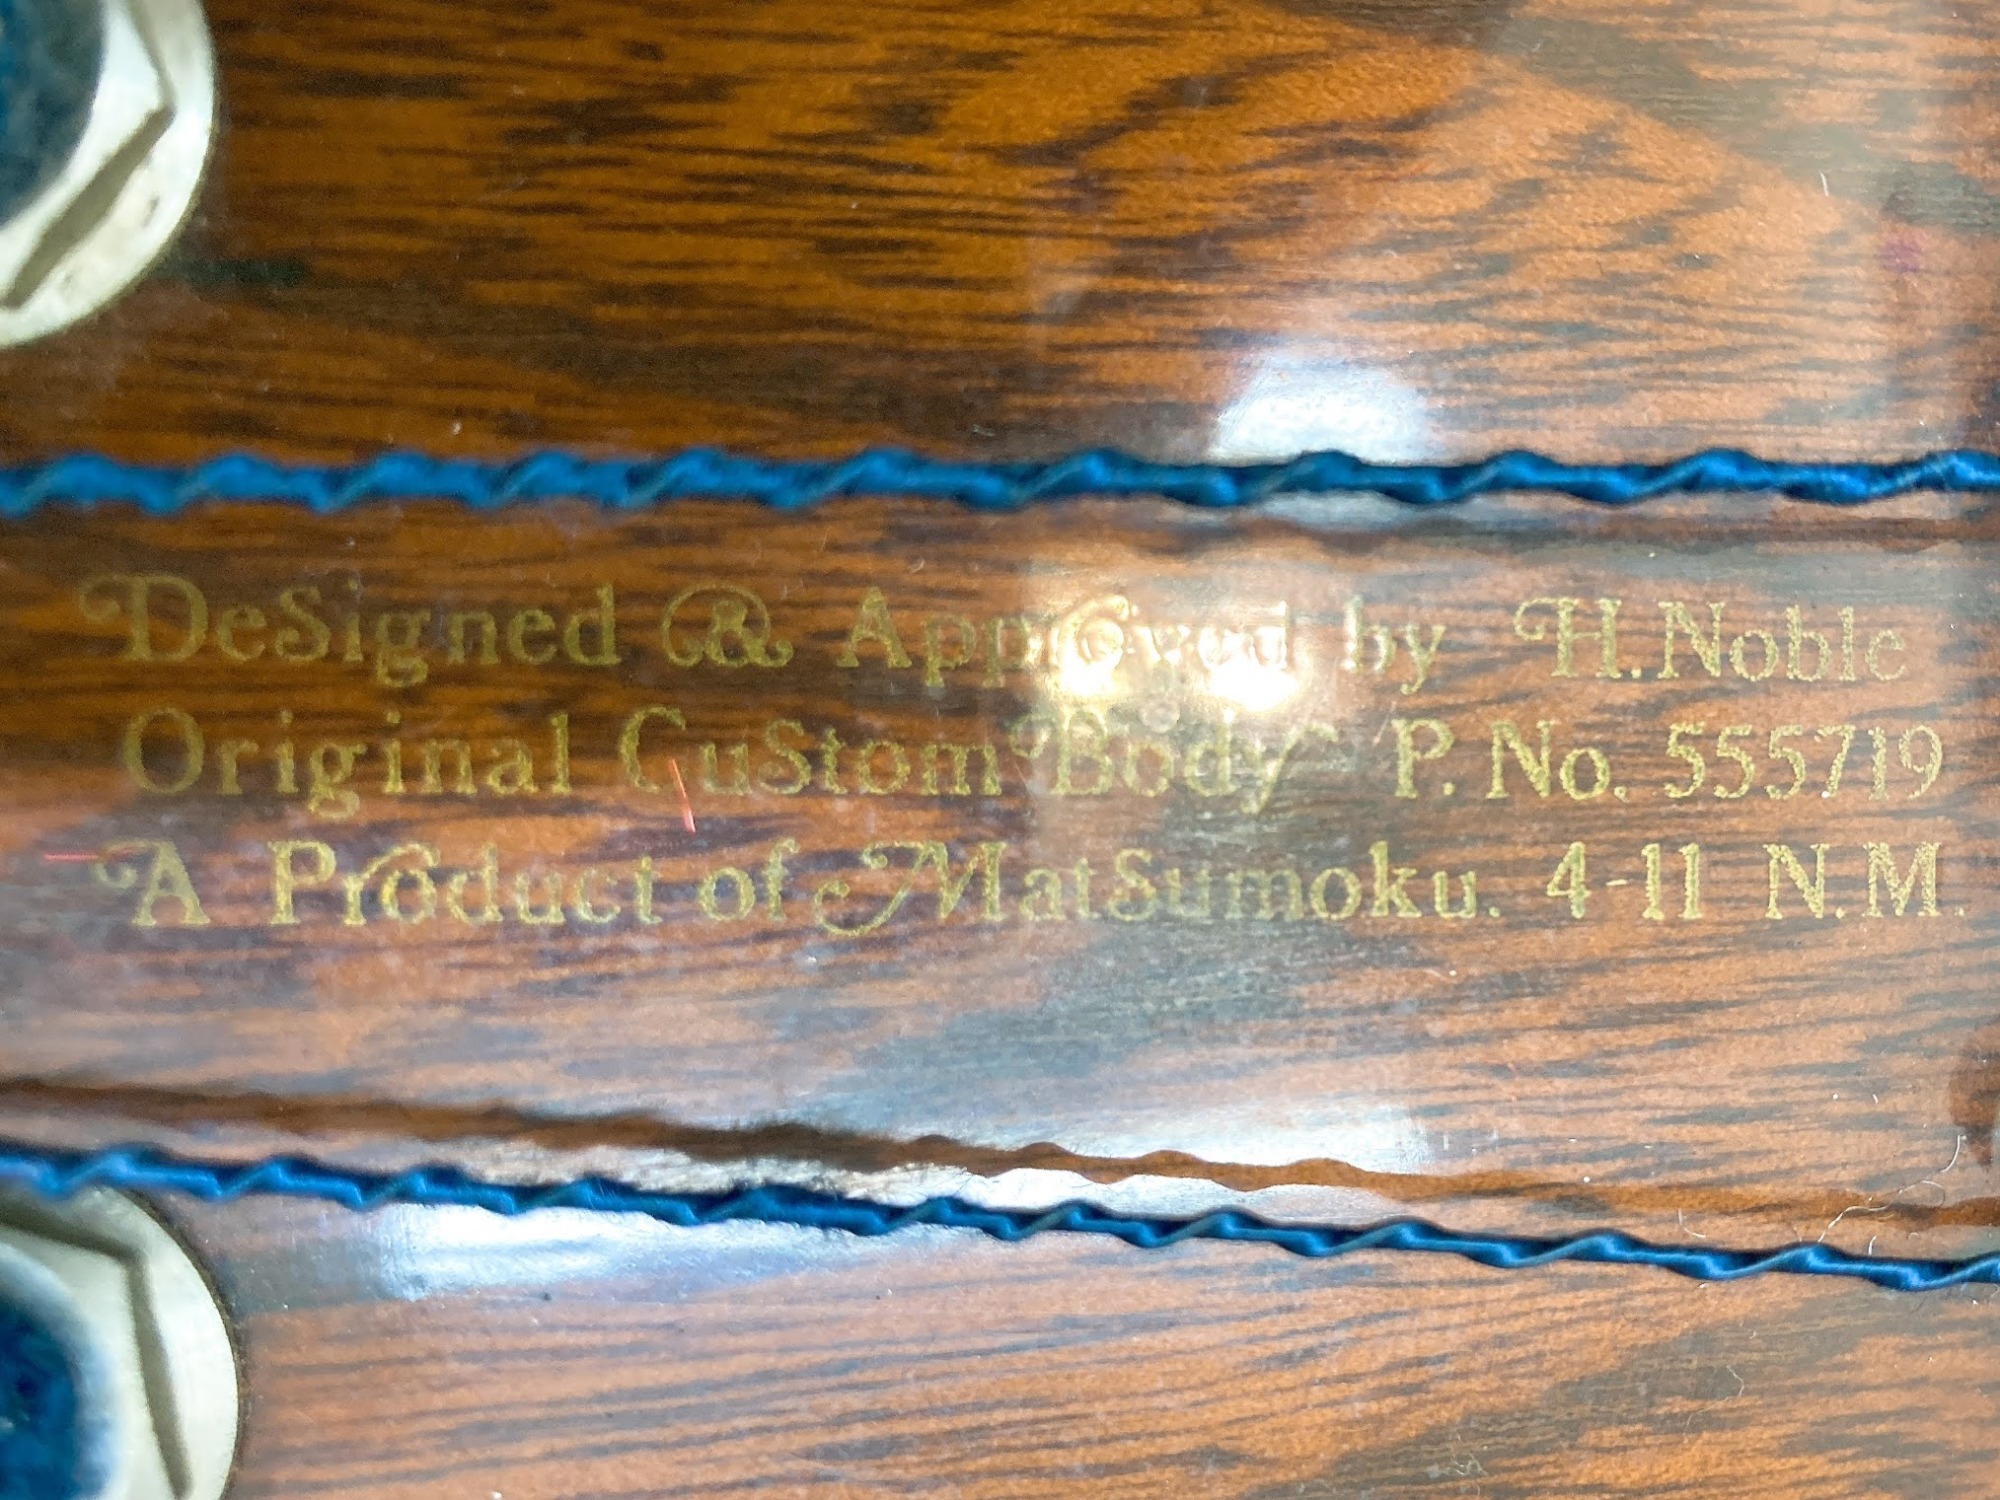 DeSigned & Approved by H.Noble
Original CuStom Body P. No. 555719
A Product of MatSumoku. 4-11 N.M.